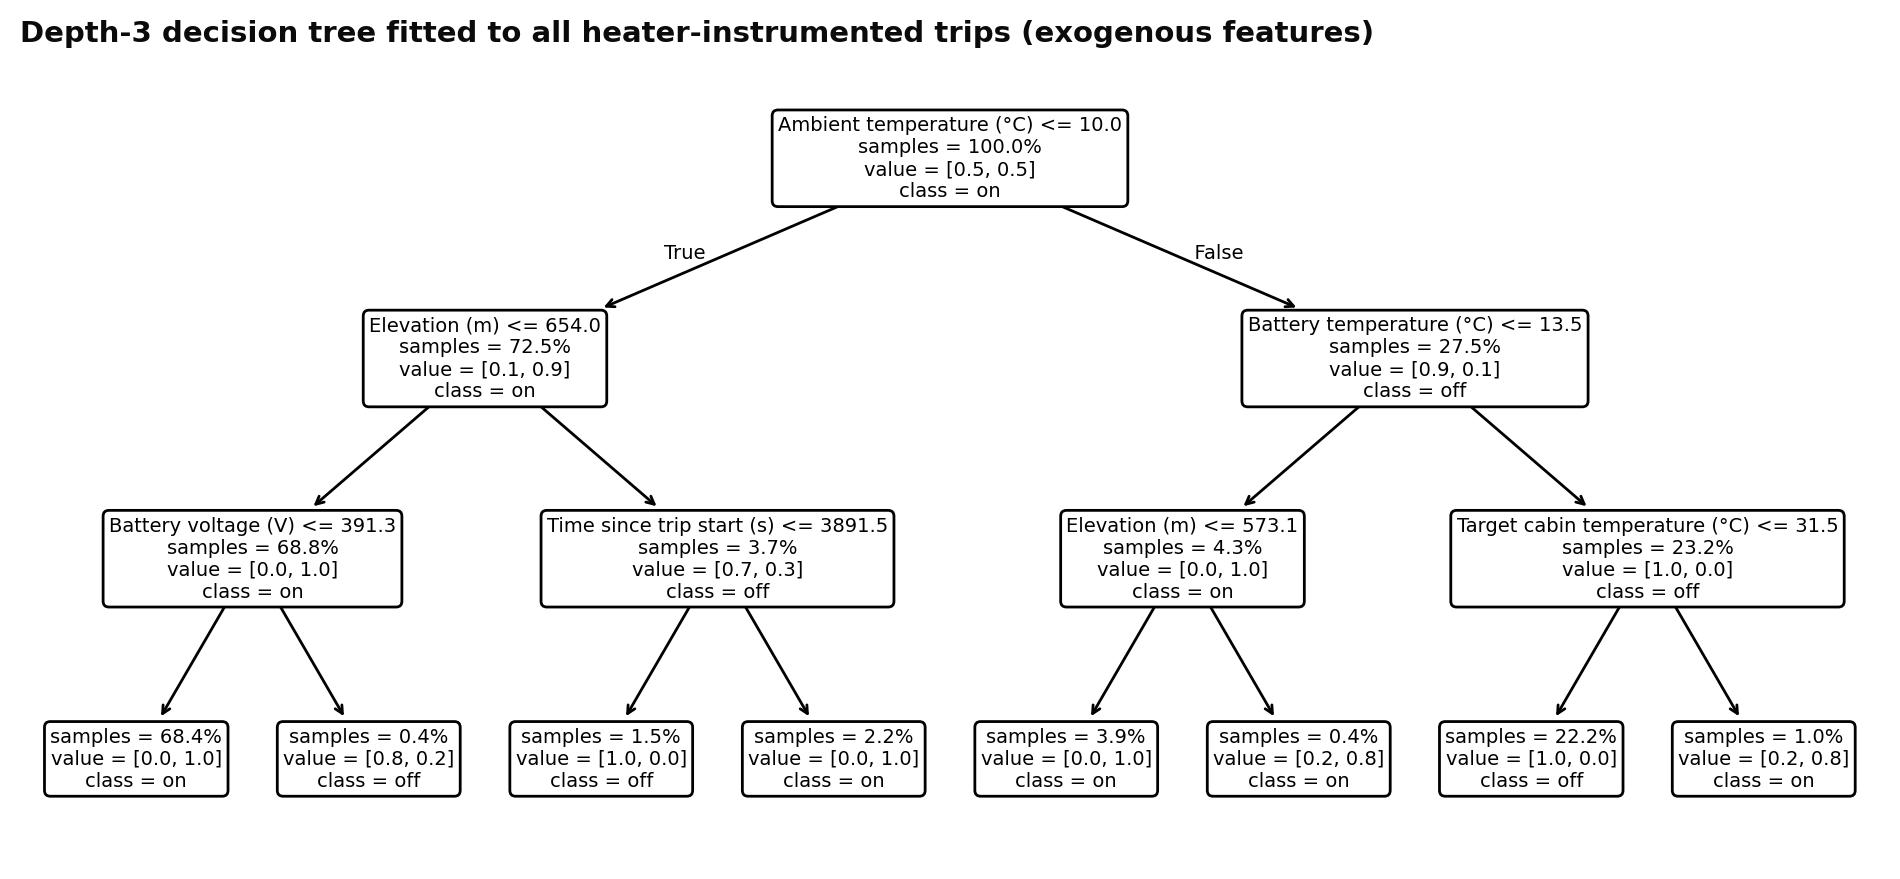 Depth-3 decision tree fitted to all heater-instrumented trips (exogenous features)
Ambient temperature (°C) <= 10.0
samples = 100.0%
value = [0.5, 0.5]
class = on
True
False
Elevation (m) <= 654.0
samples = 72.5%
value = [0.1, 0.9]
class = on
Battery temperature (°C) <= 13.5
samples = 27.5%
value = [0.9, 0.1]
class = off
Battery voltage (V) <= 391.3
samples = 68.8%
value = [0.0, 1.0]
class = on
Time since trip start (s) <= 3891.5
samples = 3.7%
value = [0.7, 0.3]
class = off
Elevation (m) <= 573.1
samples = 4.3%
value = [0.0, 1.0]
class = on
Target cabin temperature (°C) <= 31.5
samples = 23.2%
value = [1.0, 0.0]
class = off
samples = 68.4%
value = [0.0, 1.0]
class = on
samples = 0.4%
value = [0.8, 0.2]
class = off
samples = 1.5%
value = [1.0, 0.0]
class = off
samples = 2.2%
value = [0.0, 1.0]
class = on
samples = 3.9%
value = [0.0, 1.0]
class = on
samples = 0.4%
value = [0.2, 0.8]
class = on
samples = 22.2%
value = [1.0, 0.0]
class = off
samples = 1.0%
value = [0.2, 0.8]
class = on